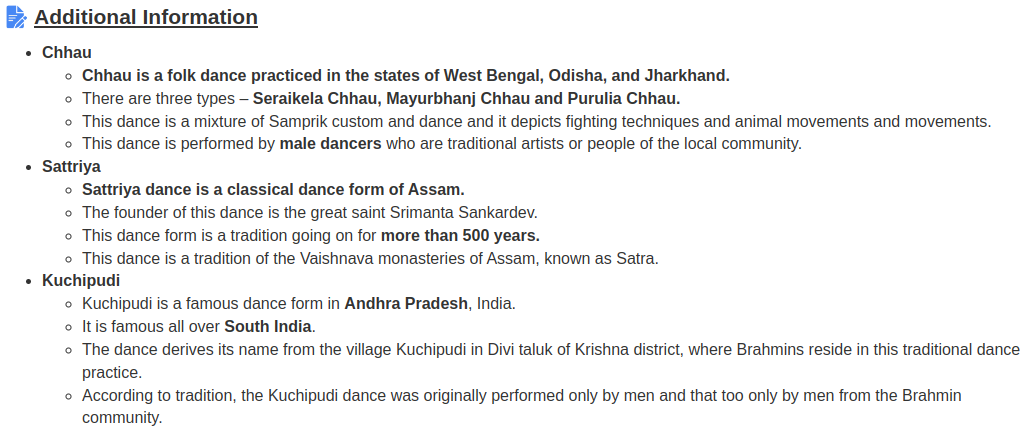 Additional Information
Chhau
Chhau is a folk dance practiced in the states of West Bengal, Odisha, and Jharkhand.
There are three types – Seraikela Chhau, Mayurbhanj Chhau and Purulia Chhau.
This dance is a mixture of Samprik custom and dance and it depicts fighting techniques and animal movements and movements.
This dance is performed by male dancers who are traditional artists or people of the local community.
Sattriya
Sattriya dance is a classical dance form of Assam.
The founder of this dance is the great saint Srimanta Sankardev.
This dance form is a tradition going on for more than 500 years.
This dance is a tradition of the Vaishnava monasteries of Assam, known as Satra.
Kuchipudi
Kuchipudi is a famous dance form in Andhra Pradesh, India.
It is famous all over South India.
The dance derives its name from the village Kuchipudi in Divi taluk of Krishna district, where Brahmins reside in this traditional dance
practice.
According to tradition, the Kuchipudi dance was originally performed only by men and that too only by men from the Brahmin
community.